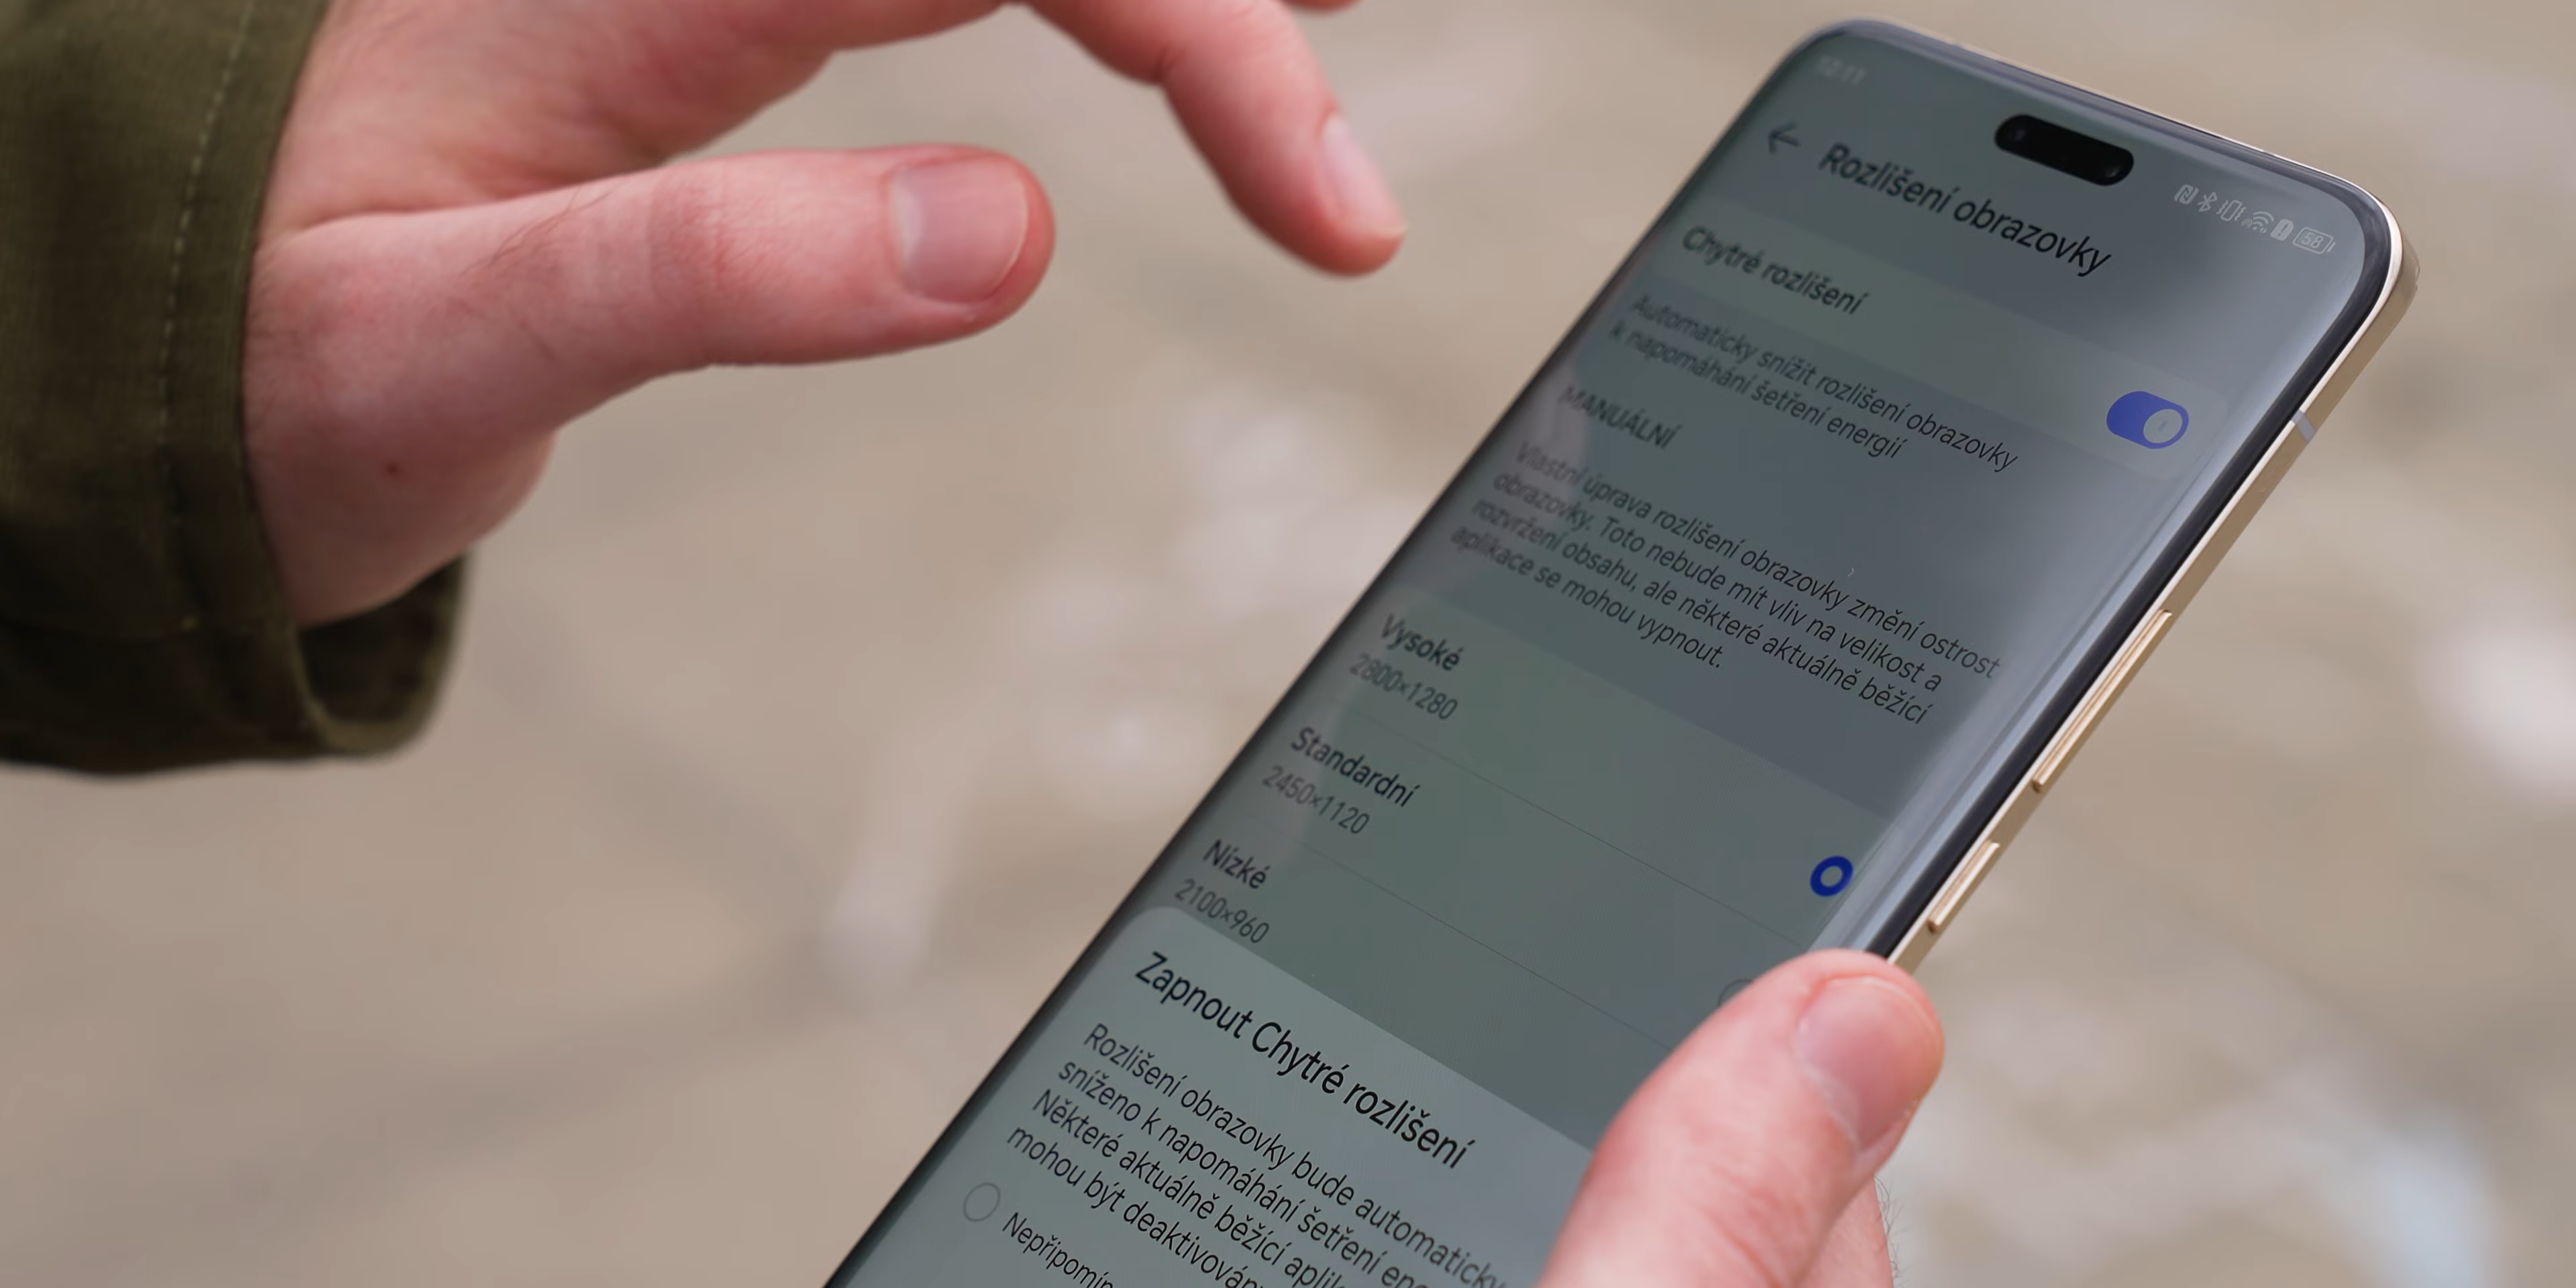 12:11
58
Rozlišení obrazovky
Chytré rozlišení
Automaticky snížit rozlišení obrazovky
k napomáhání šetření energií
MANUÁLNÍ
Vlastní úprava rozlišení obrazovky změní ostrost
obrazovky. Toto nebude mít vliv na velikost a
rozvržení obsahu, ale některé aktuálně běžící
aplikace se mohou vypnout.
Vysoké
2800×1280
Standardní
2450×1120
Nízké
2100×960
Zapnout Chytré rozlišení
Rozlišení obrazovky bude automaticky
sníženo k napomáhání šetření
Některé aktuálně běžící
mohou být